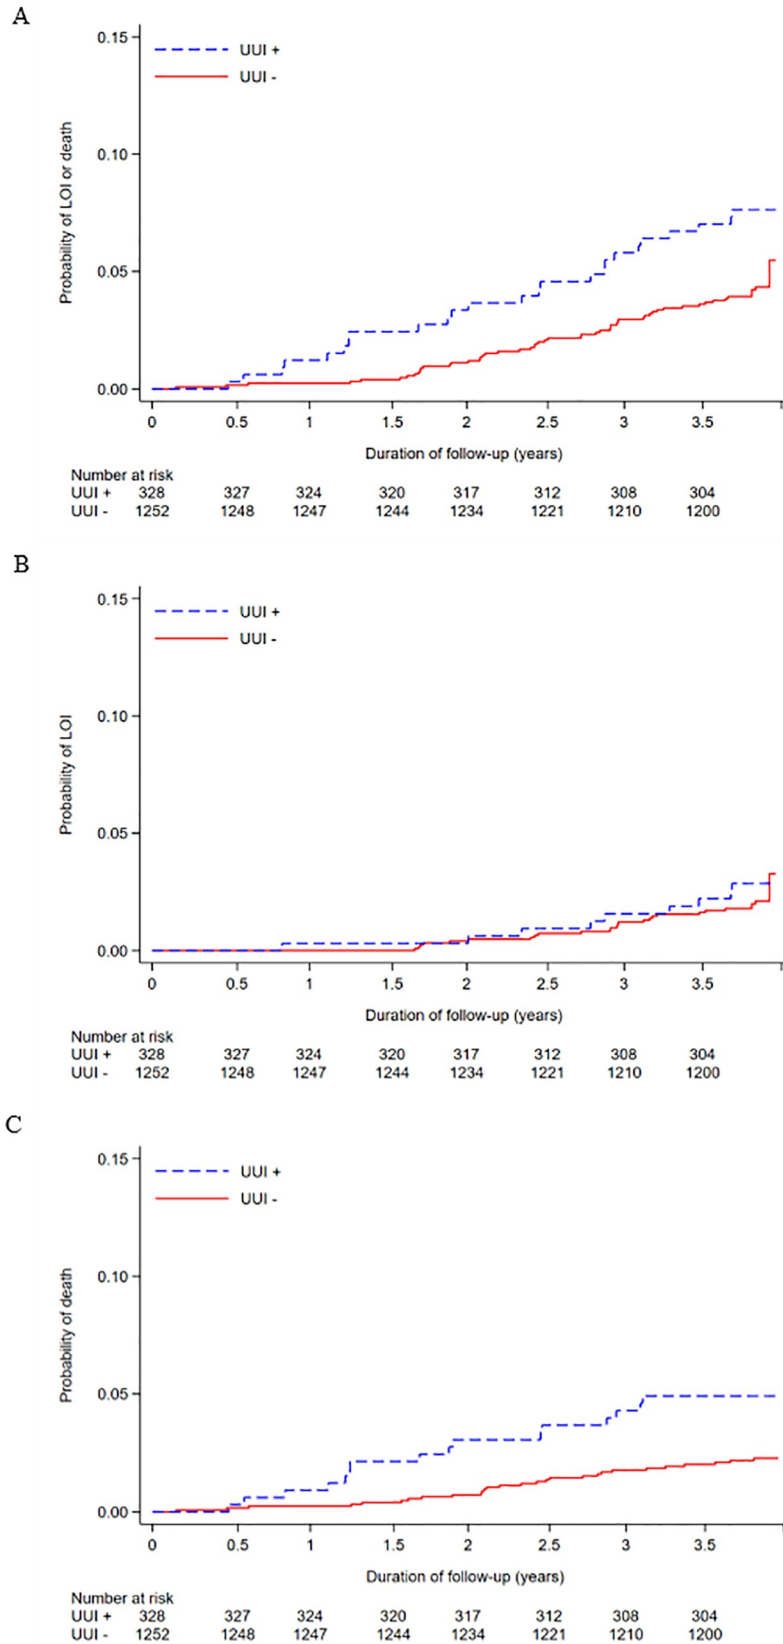 A
0.15
UUI +
UUI -
0.10
Probability of LOI or death
0.05
0.00
0 0.5 1 1.5 2 2.5 3 3.5
Duration of follow-up (years)
Number at risk
UUI + 328 327 324 320 317 312 308 304
UUI - 1252 1248 1247 1244 1234 1221 1210 1200
B
0.15
UUI +
UUI -
0.10
Probability of LOI
0.05
0.00
0 0.5 1 1.5 2 2.5 3 3.5
Duration of follow-up (years)
Number at risk
UUI + 328 327 324 320 317 312 308 304
UUI - 1252 1248 1247 1244 1234 1221 1210 1200
C
0.15
UUI +
UUI -
0.10
Probability of death
0.05
0.00
0 0.5 1 1.5 2 2.5 3 3.5
Duration of follow-up (years)
Number at risk
UUI + 328 327 324 320 317 312 308 304
UUI - 1252 1248 1247 1244 1234 1221 1210 1200